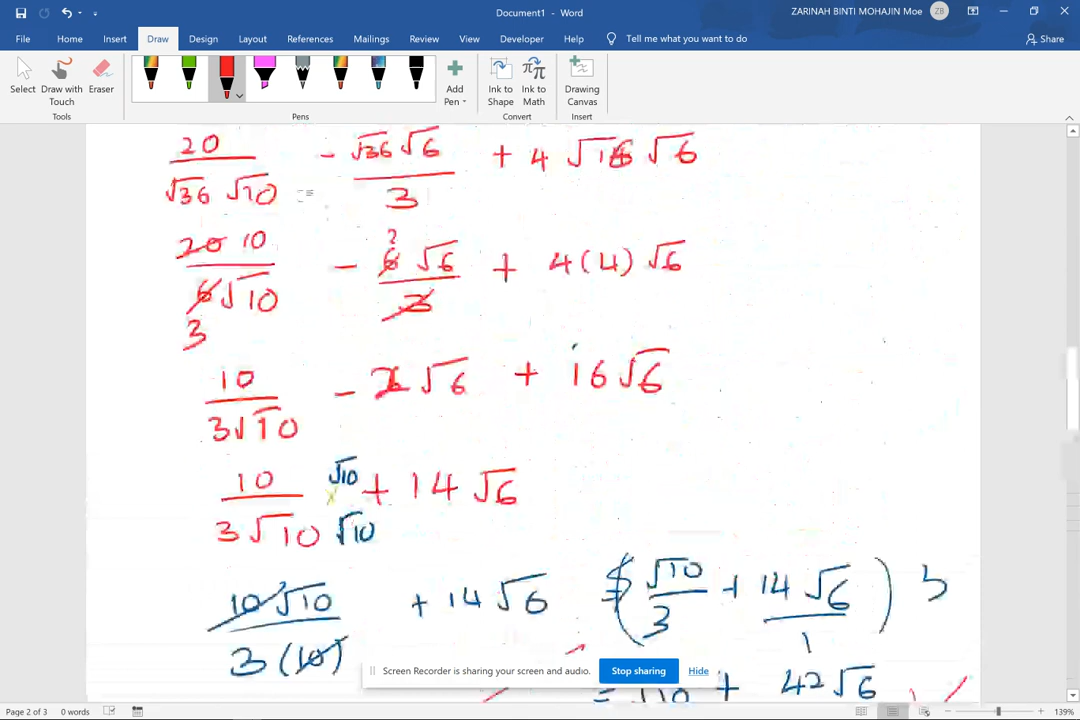 Document1 - Word
ZARINAH BINTI MOHAJIN Moe
ZB
File Home Insert Draw Design Layout References Mailings Review View Developer Help Tell me what you want to do
Share
Select
Draw with Touch
Eraser
Add Pen
Ink to Shape
Ink to Math
Drawing Canvas
Tools Pens Convert Insert
20/(√36 √10) - (√36 √6)/3 + 4 √16 √6
=
20 10/(6√10) - (6 √6)/3 + 4(4) √6
2
3
10/(3√10) - 2 √6 + 16 √6
10/(3√10) × √10/√10 + 14 √6
10√10/(3(10)) + 14 √6
(√10/3 + 14 √6/1) 3
= √10 + 42 √6
Screen Recorder is sharing your screen and audio.
Stop sharing
Hide
Page 2 of 3 0 words
139%